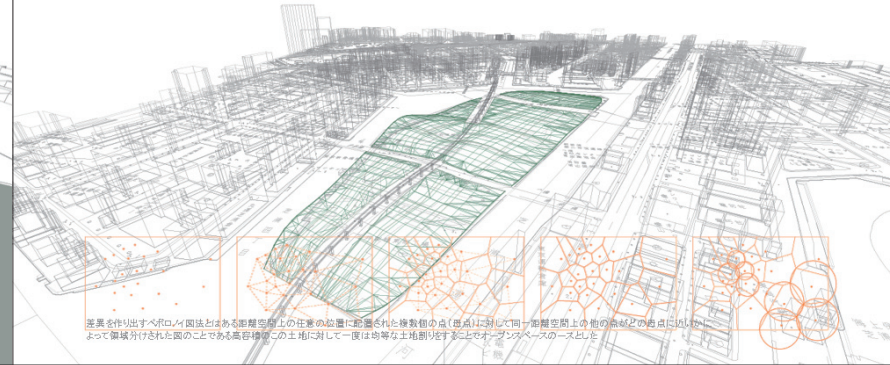 差異を作り出すべボロノイ図法とはある距離空間上の任意の位置に配置された複数個の点(母点)に対して同一距離空間上の他の点がどの母点に近いかに
よって領域分けされた図のことである高容積のこの土地に対して一度は均等な土地割りをすることでオープンスペースのベースとした